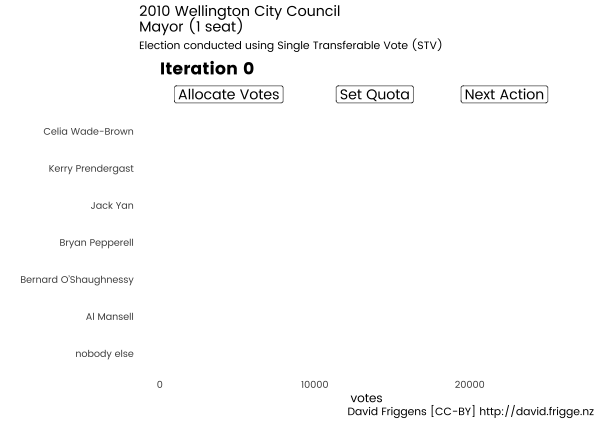 2010 Wellington City Council
Mayor (1 seat)
Election conducted using Single Transferable Vote (STV)
Iteration 0
Allocate Votes Set Quota Next Action
Celia Wade-Brown
Kerry Prendergast
Jack Yan
Bryan Pepperell
Bernard O'Shaughnessy
Al Mansell
nobody else
0 10000 20000
votes
David Friggens [CC-BY] http://david.frigge.nz